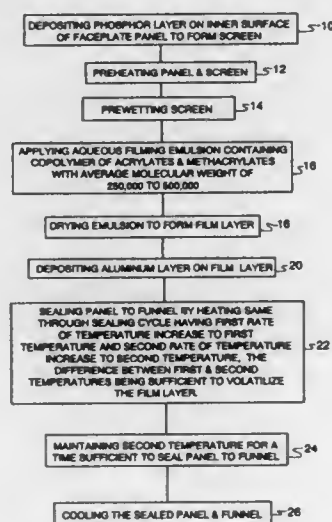 DEPOSITING PHOSPHOR LAYER ON INNER SURFACE
OF FACEPLATE PANEL TO FORM SCREEN
10
PREHEATING PANEL & SCREEN
12
PREWETTING SCREEN
14
APPLYING AQUEOUS FILMING EMULSION CONTAINING
COPOLYMER OF ACRYLATES & METHACRYLATES
WITH AVERAGE MOLECULAR WEIGHT OF
250,000 TO 500,000
16
DRYING EMULSION TO FORM FILM LAYER
18
DEPOSITING ALUMINUM LAYER ON FILM LAYER
20
SEALING PANEL TO FUNNEL BY HEATING SAME
THROUGH SEALING CYCLE HAVING FIRST RATE
OF TEMPERATURE INCREASE TO FIRST
TEMPERATURE AND SECOND RATE OF TEMPERATURE
INCREASE TO SECOND TEMPERATURE, THE
DIFFERENCE BETWEEN FIRST & SECOND
TEMPERATURES BEING SUFFICIENT TO VOLATILIZE
THE FILM LAYER.
22
MAINTAINING SECOND TEMPERATURE FOR A
TIME SUFFICIENT TO SEAL PANEL TO FUNNEL
24
COOLING THE SEALED PANEL & FUNNEL
26